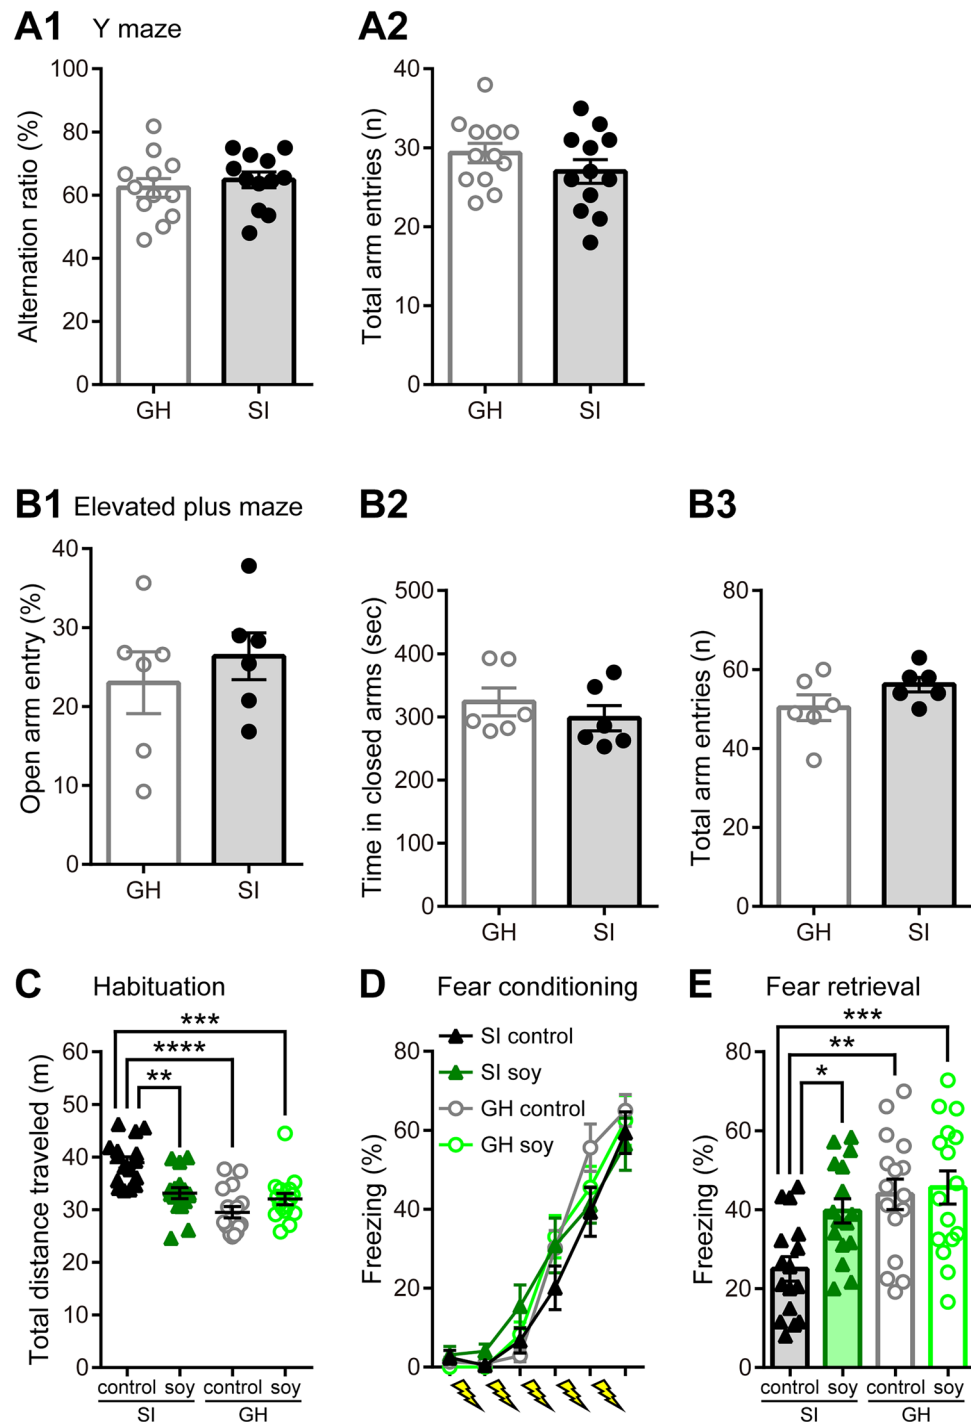 A1 Y maze
Alternation ratio (%)
100
80
60
40
20
0
GH SI
A2
Total arm entries (n)
40
30
20
10
0
GH SI
B1 Elevated plus maze
Open arm entry (%)
40
30
20
10
0
GH SI
B2
Time in closed arms (sec)
500
400
300
200
100
0
GH SI
B3
Total arm entries (n)
80
60
40
20
0
GH SI
C Habituation
Total distance traveled (m)
60
50
40
30
20
10
0
***
****
**
control soy control soy
SI GH
D Fear conditioning
SI control
SI soy
GH control
GH soy
Freezing (%)
80
60
40
20
0
E Fear retrieval
Freezing (%)
80
60
40
20
0
***
**
*
control soy control soy
SI GH